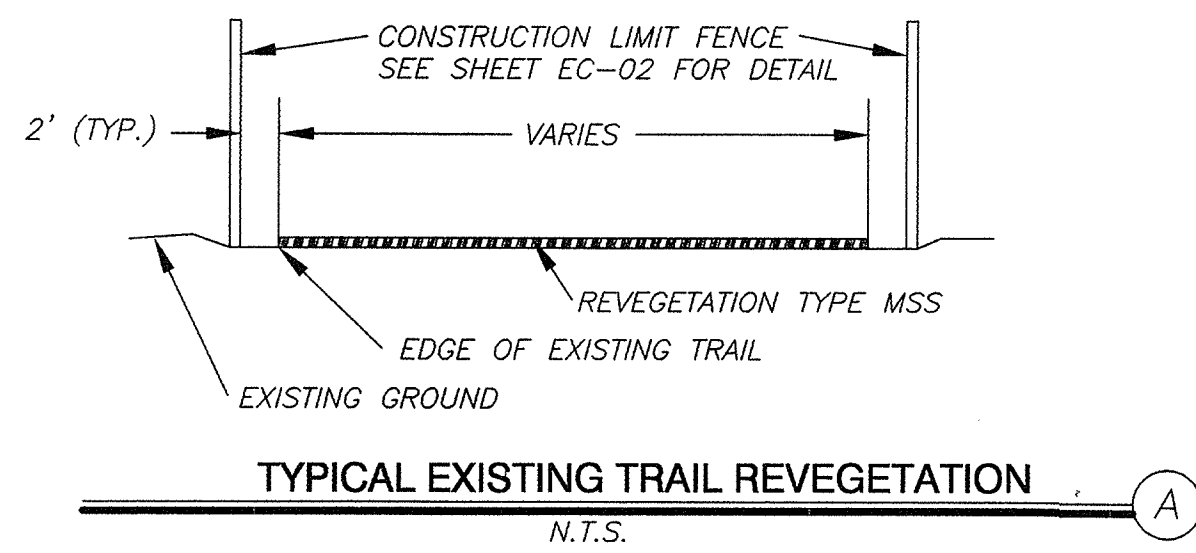 CONSTRUCTION LIMIT FENCE
SEE SHEET EC-02 FOR DETAIL
2' (TYP.)
VARIES
REVEGETATION TYPE MSS
EDGE OF EXISTING TRAIL
EXISTING GROUND
TYPICAL EXISTING TRAIL REVEGETATION
A
N.T.S.